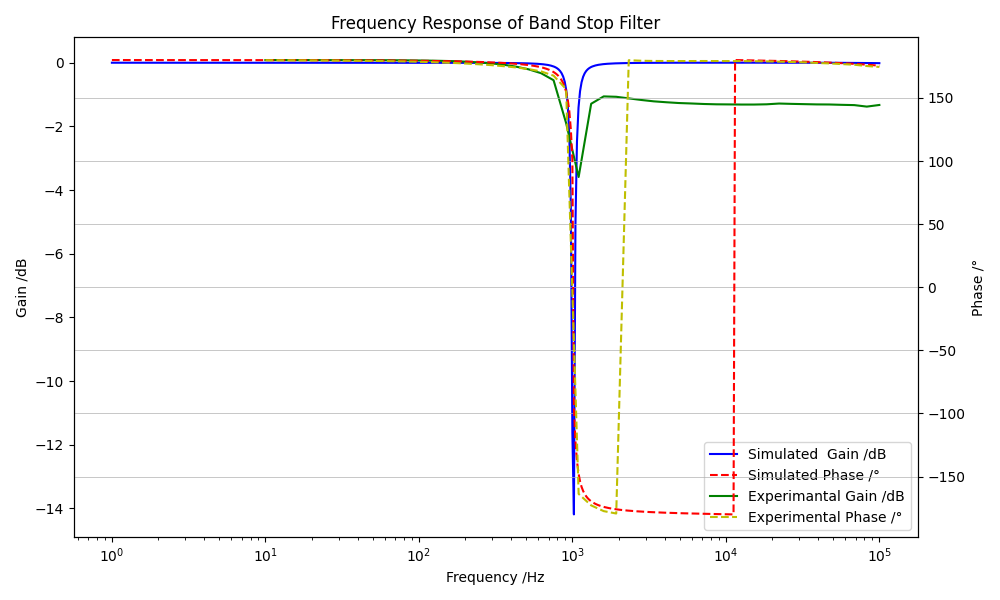 Frequency Response of Band Stop Filter
Gain /dB
0
−2
−4
−6
−8
−10
−12
−14
150
100
50
0
−50
−100
−150
Phase /°
Simulated  Gain /dB
Simulated Phase /°
Experimantal Gain /dB
Experimental Phase /°
10⁰ 10¹ 10² 10³ 10⁴ 10⁵
Frequency /Hz